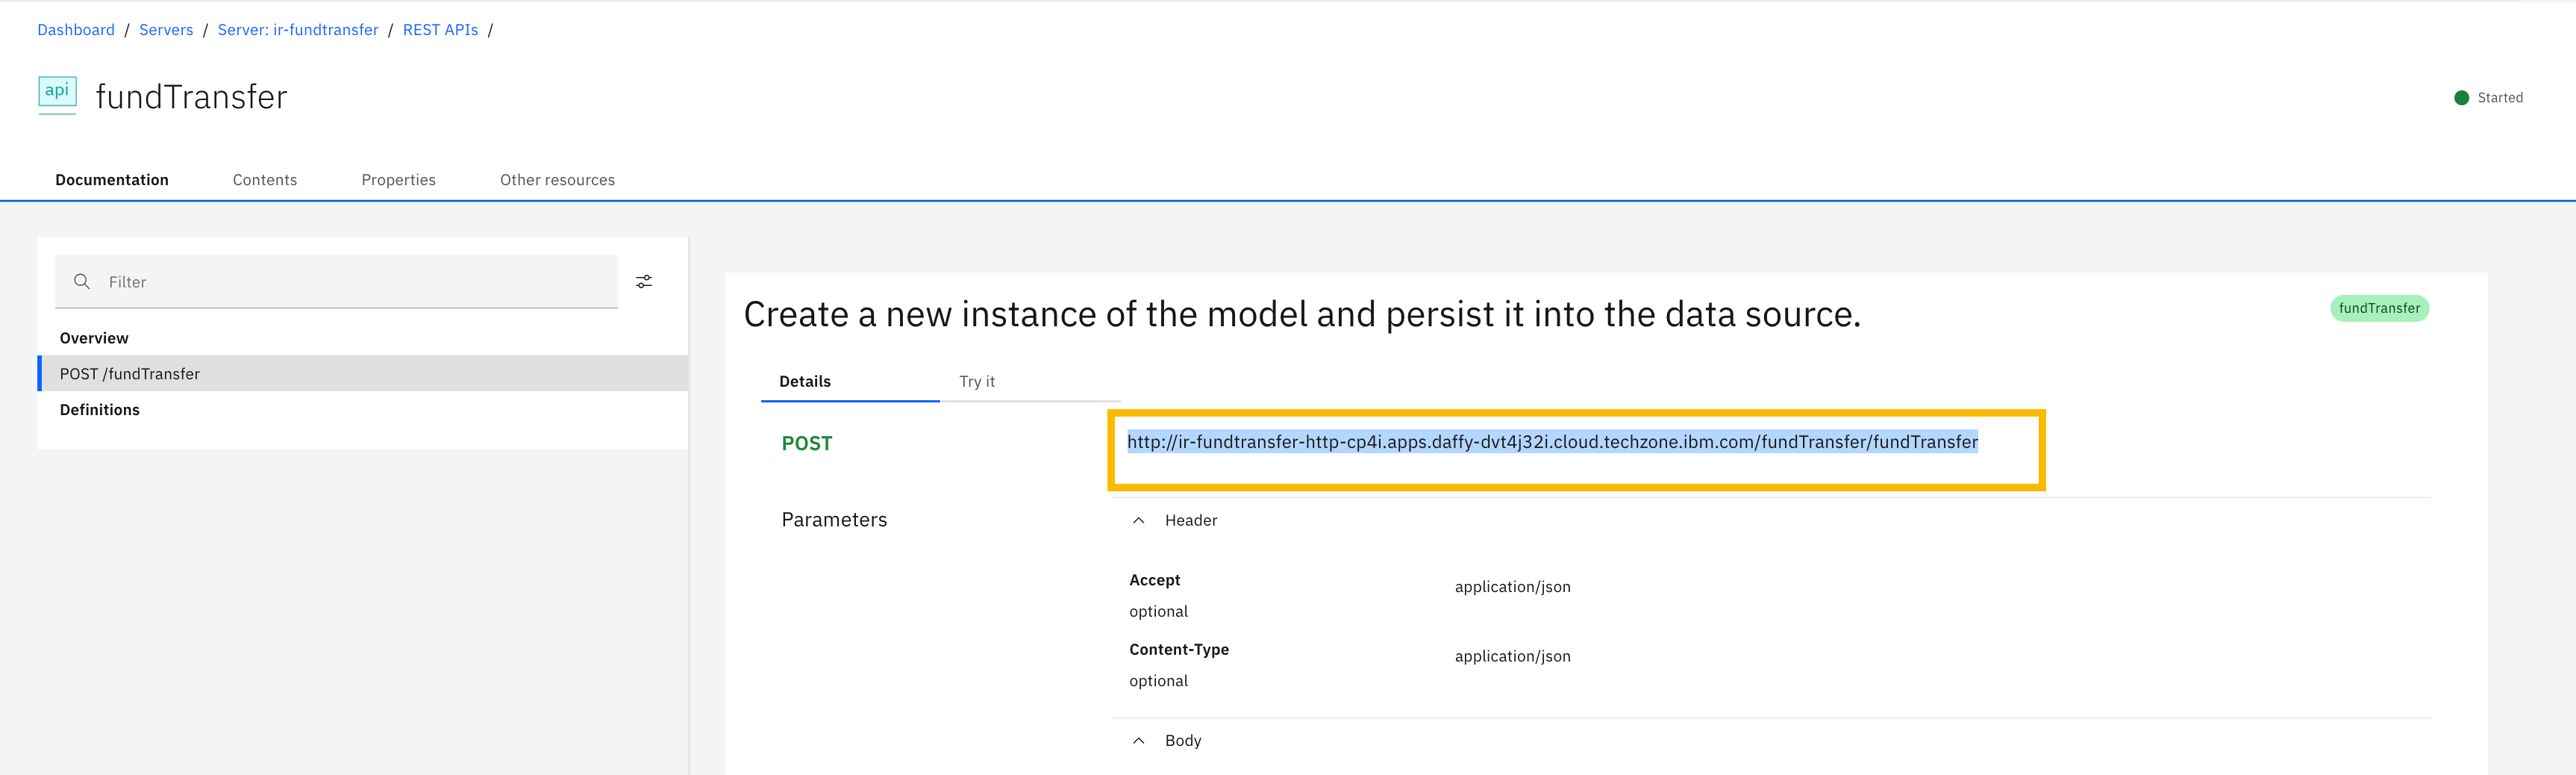 Dashboard / Servers / Server: ir-fundtransfer / REST APIs /
api
fundTransfer
Started
Documentation Contents Properties Other resources
Filter
Overview
POST /fundTransfer
Definitions
Create a new instance of the model and persist it into the data source.
fundTransfer
Details Try it
POST http://ir-fundtransfer-http-cp4i.apps.daffy-dvt4j32i.cloud.techzone.ibm.com/fundTransfer/fundTransfer
Parameters Header
Accept application/json
optional
Content-Type application/json
optional
Body